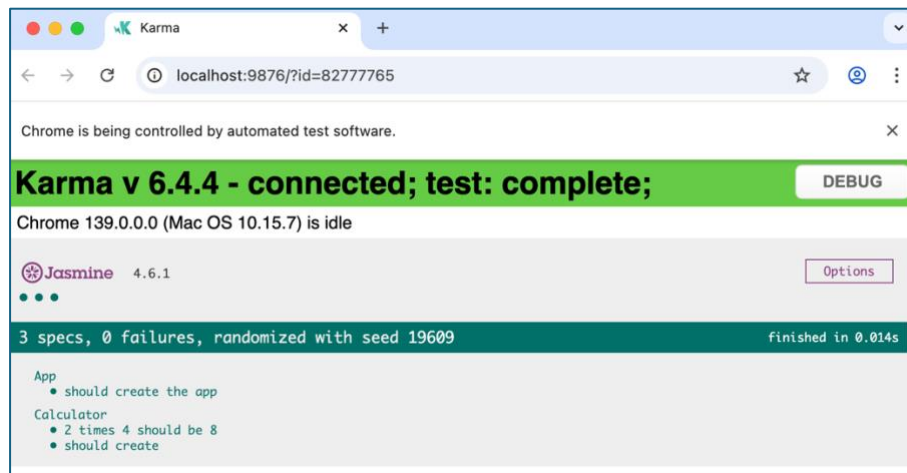 Karma
localhost:9876/?id=82777765
Chrome is being controlled by automated test software.
Karma v 6.4.4 - connected; test: complete;
DEBUG
Chrome 139.0.0.0 (Mac OS 10.15.7) is idle
Jasmine 4.6.1
Options
3 specs, 0 failures, randomized with seed 19609
finished in 0.014s
App
• should create the app
Calculator
• 2 times 4 should be 8
• should create